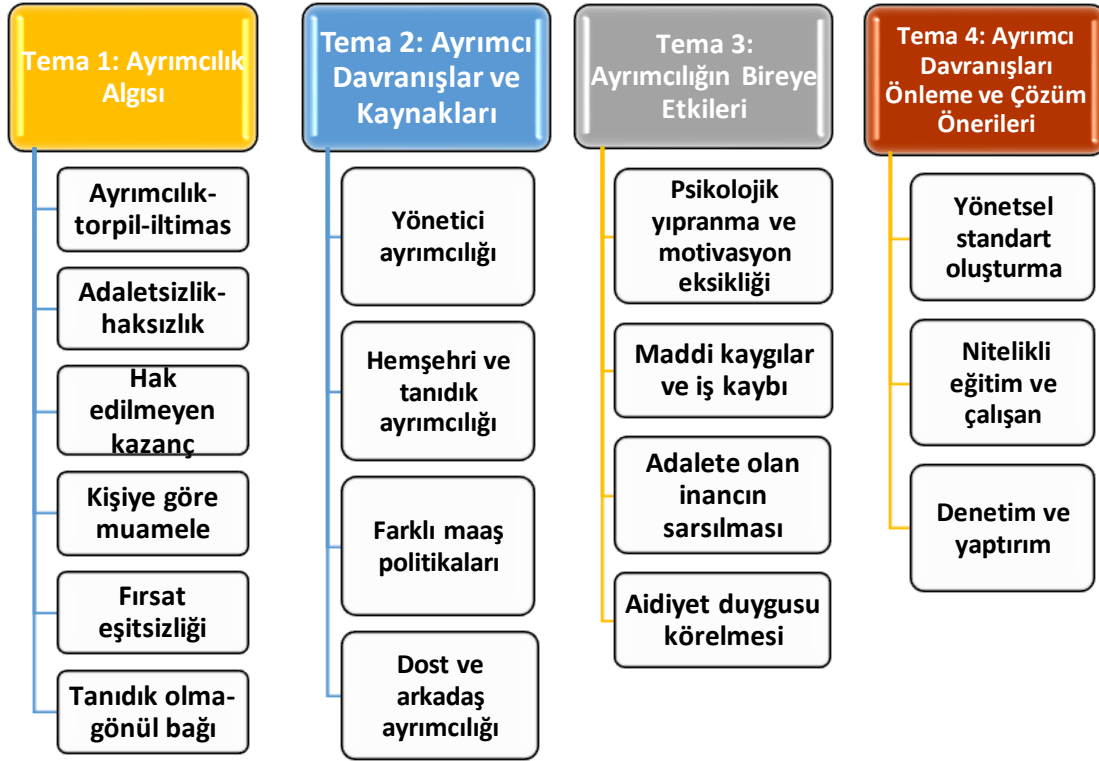 Tema 1: Ayrımcılık
Algısı
Ayrımcılık-
torpil-iltimas
Adaletsizlik-
haksızlık
Hak
edilmeyen
kazanç
Kişiye göre
muamele
Fırsat
eşitsizliği
Tanıdık olma-
gönül bağı
Tema 2: Ayrımcı
Davranışlar ve
Kaynakları
Yönetici
ayrımcılığı
Hemşehri ve
tanıdık
ayrımcılığı
Farklı maaş
politikaları
Dost ve
arkadaş
ayrımcılığı
Tema 3:
Ayrımcılığın Bireye
Etkileri
Psikolojik
yıpranma ve
motivasyon
eksikliği
Maddi kaygılar
ve iş kaybı
Adalete olan
inancın
sarsılması
Aidiyet duygusu
körelmesi
Tema 4: Ayrımcı
Davranışları
Önleme ve Çözüm
Önerileri
Yönetsel
standart
oluşturma
Nitelikli
eğitim ve
çalışan
Denetim ve
yaptırım